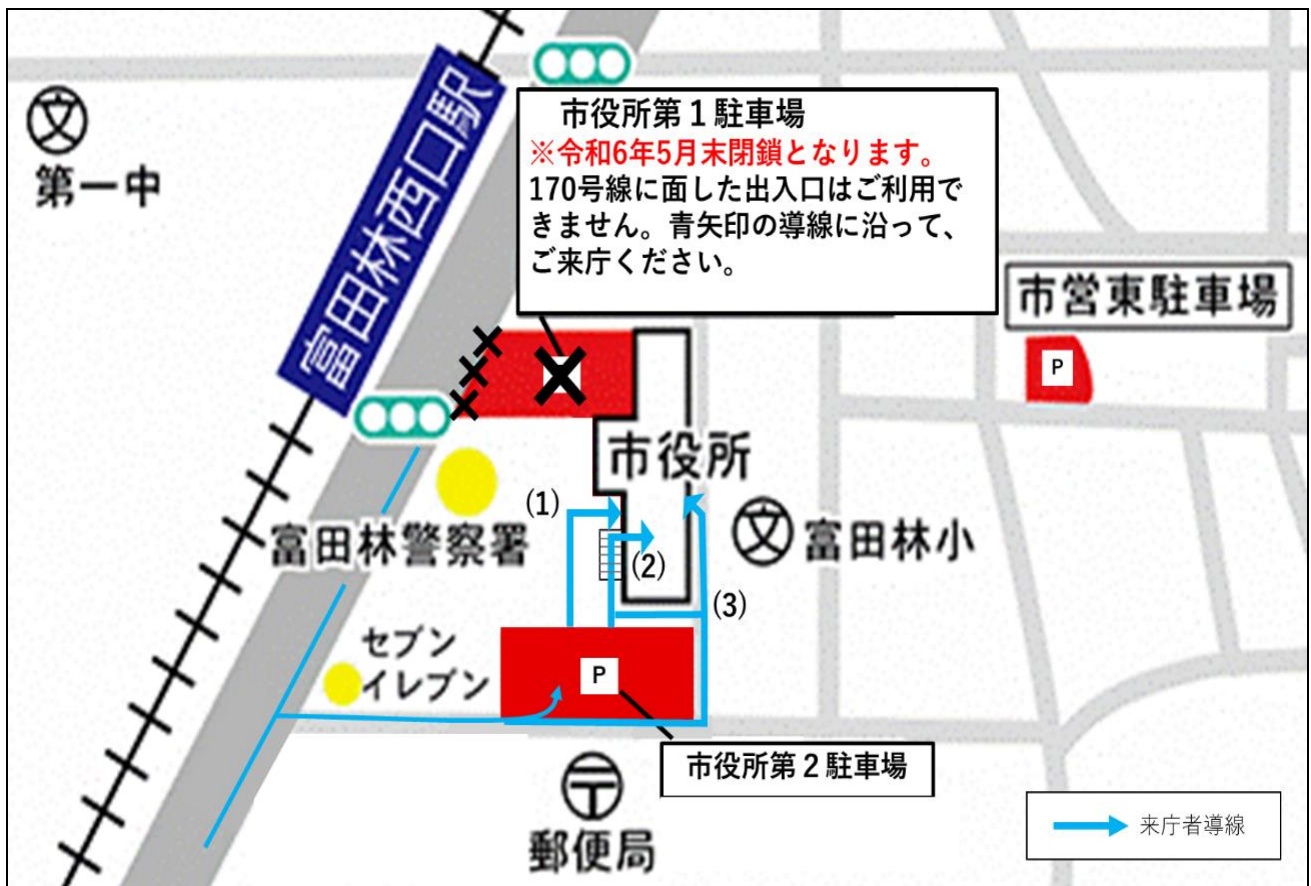 文
第一中
富田林西口駅
市役所第1駐車場
※令和6年5月末閉鎖となります。
170号線に面した出入口はご利用で
きません。青矢印の導線に沿って、
ご来庁ください。
市営東駐車場
P
市役所
(1)
(2)
(3)
富田林警察署
文
富田林小
セブン
イレブン
P
市役所第2駐車場
〒
郵便局
来庁者導線